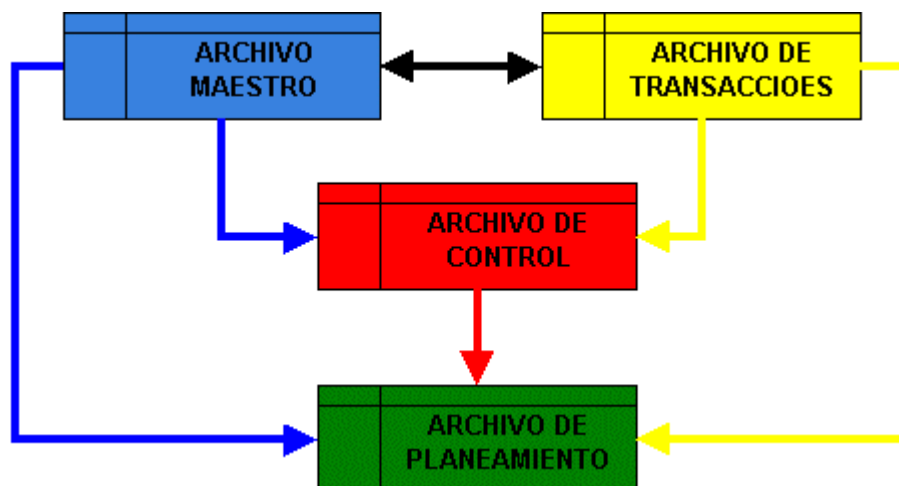 ARCHIVO
MAESTRO
ARCHIVO DE
TRANSACCIOES
ARCHIVO DE
CONTROL
ARCHIVO DE
PLANEAMIENTO